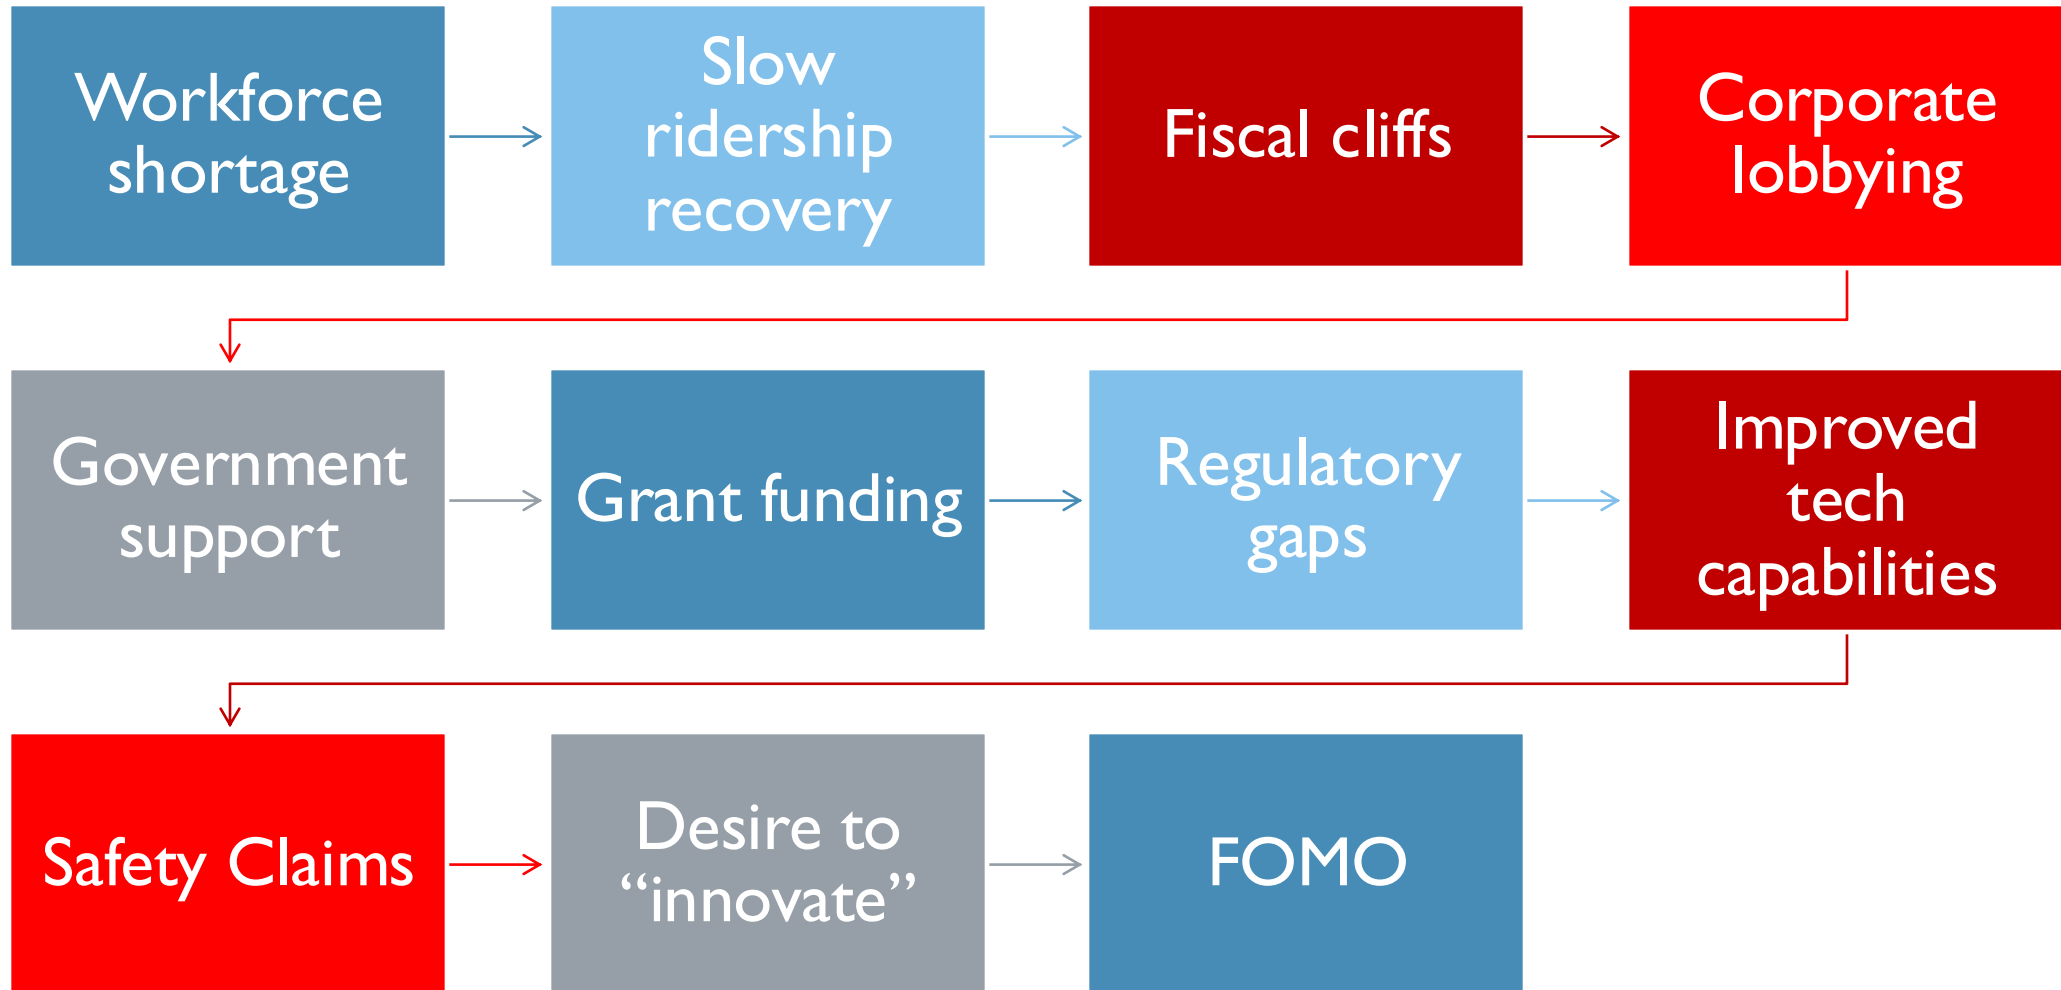 Workforce
shortage
Slow
ridership
recovery
Fiscal cliffs
Corporate
lobbying
Government
support
Grant funding
Regulatory
gaps
Improved
tech
capabilities
Safety Claims
Desire to
“innovate”
FOMO